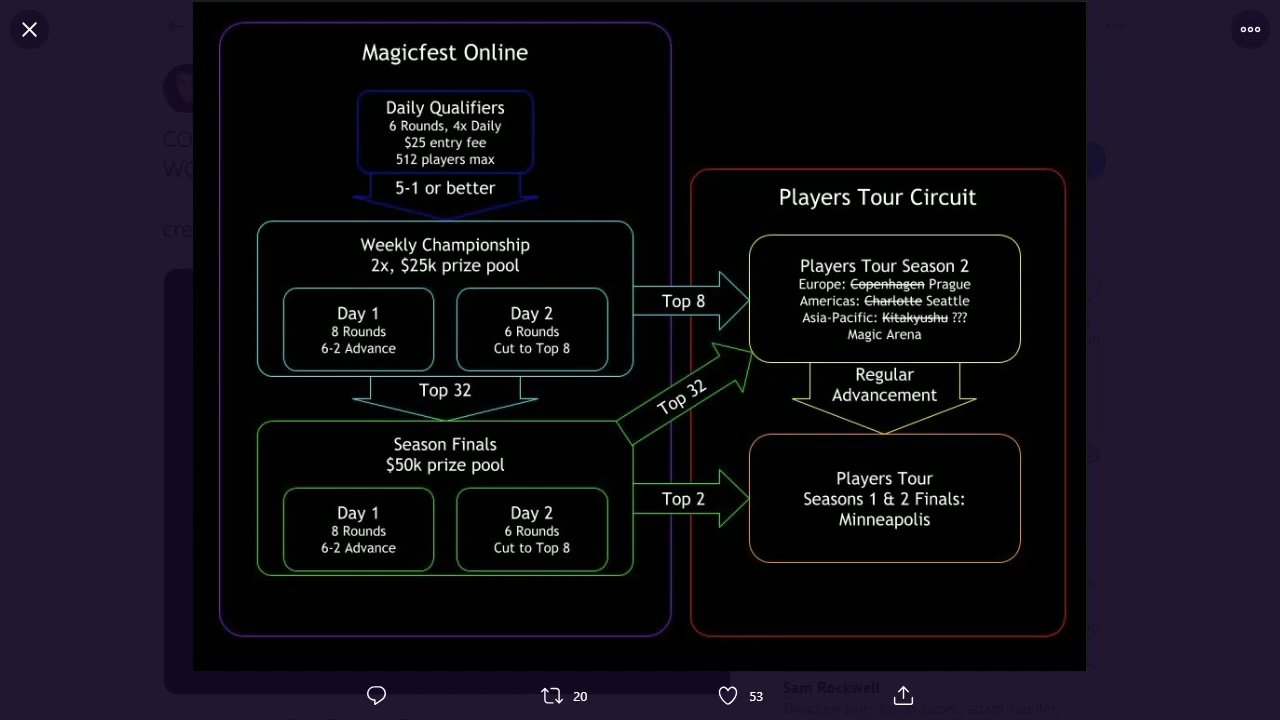 Magicfest Online
Daily Qualifiers
6 Rounds, 4x Daily
$25 entry fee
512 players max
5-1 or better
Weekly Championship
2x, $25k prize pool
Day 1
8 Rounds
6-2 Advance
Day 2
6 Rounds
Cut to Top 8
Top 32
Season Finals
$50k prize pool
Day 1
8 Rounds
6-2 Advance
Day 2
6 Rounds
Cut to Top 8
Top 8
Top 32
Top 2
Players Tour Circuit
Players Tour Season 2
Europe: Copenhagen Prague
Americas: Charlotte Seattle
Asia-Pacific: Kitakyushu ???
Magic Arena
Regular
Advancement
Players Tour
Seasons 1 & 2 Finals:
Minneapolis
20
53
Sam Rockwell